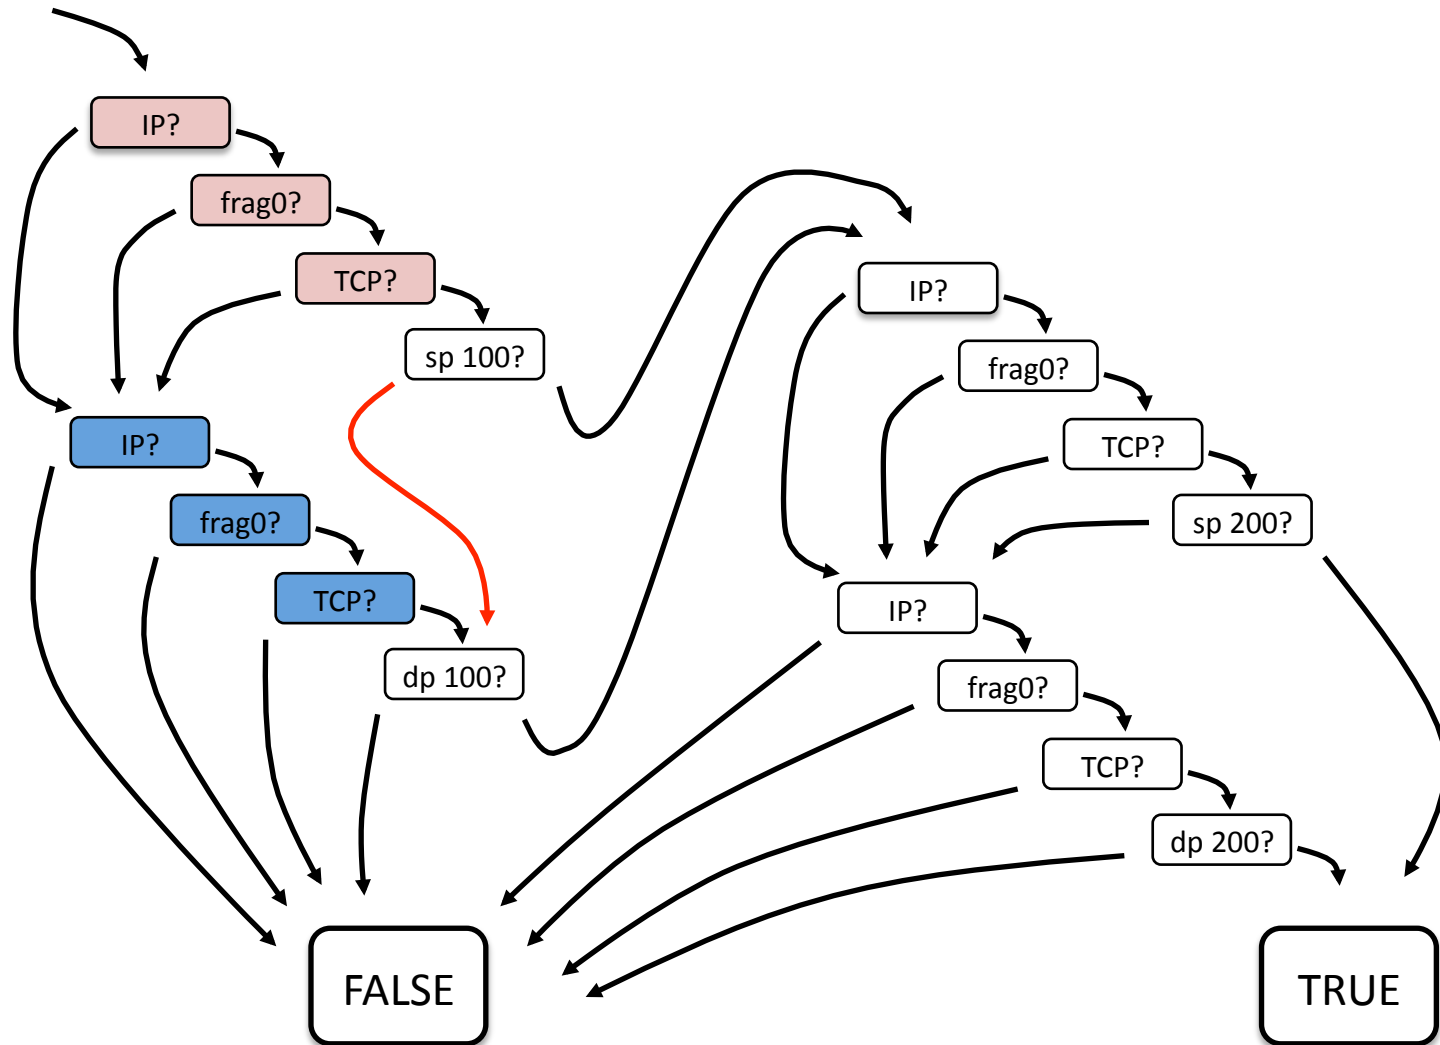 IP?
frag0?
TCP?
sp 100?
IP?
frag0?
TCP?
dp 100?
IP?
frag0?
TCP?
sp 200?
IP?
frag0?
TCP?
dp 200?
FALSE
TRUE